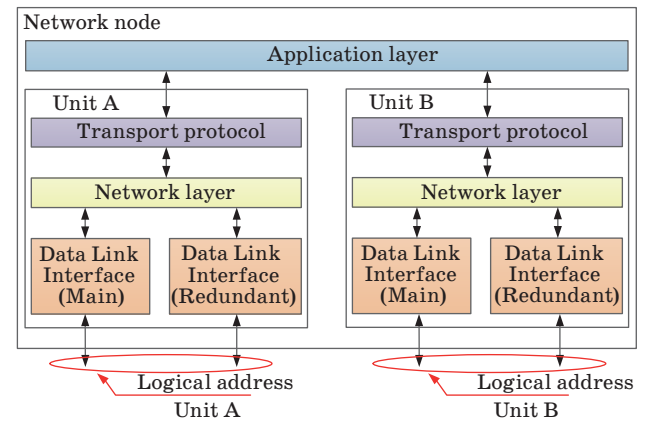 Network node
Application layer
Unit A
Transport protocol
Network layer
Data Link
Interface
(Main)
Data Link
Interface
(Redundant)
Unit B
Transport protocol
Network layer
Data Link
Interface
(Main)
Data Link
Interface
(Redundant)
Logical address
Unit A
Logical address
Unit B